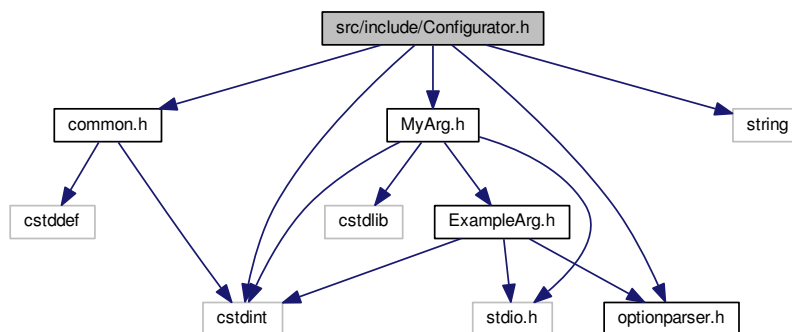 src/include/Configurator.h
common.h
MyArg.h
string
cstddef
cstdlib
ExampleArg.h
cstdint
stdio.h
optionparser.h